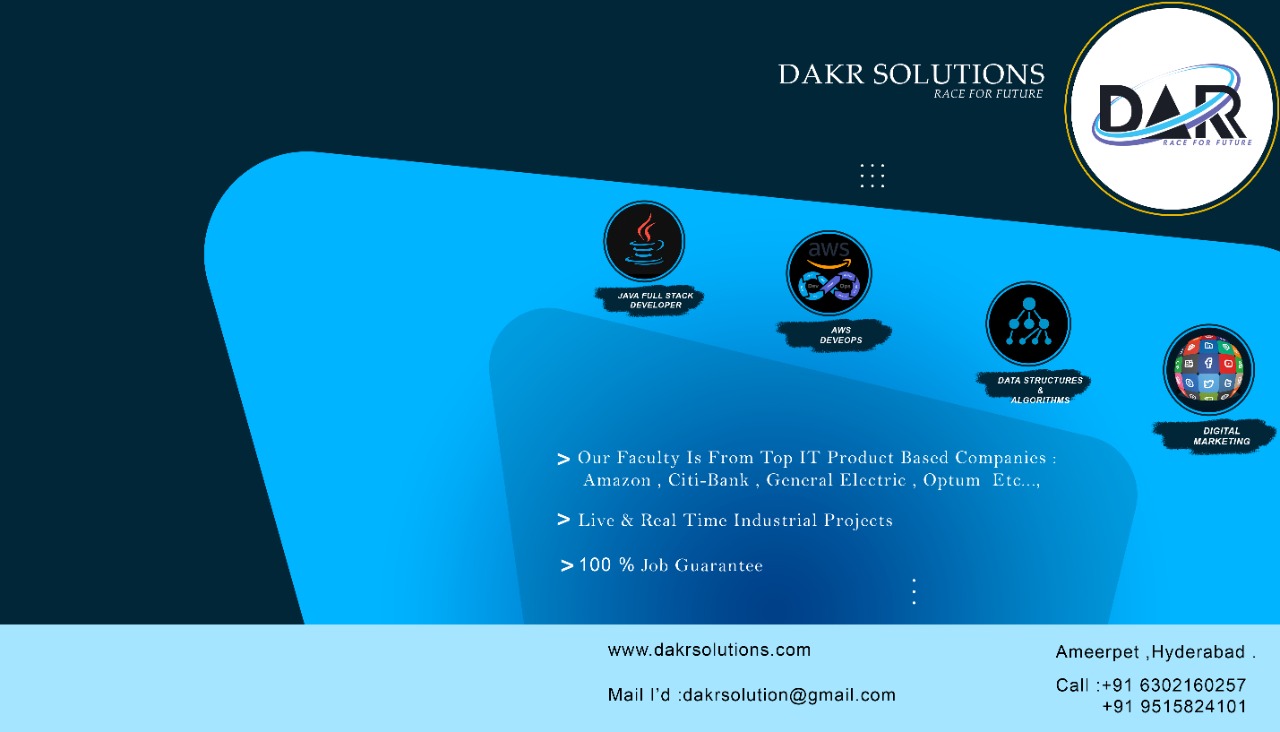 DAKR SOLUTIONS
RACE FOR FUTURE
DAKR
RACE FOR FUTURE
JAVA FULL STACK
DEVELOPER
aws
Dev Ops
AWS
DEVEOPS
DATA STRUCTURES
&
ALGORITHMS
DIGITAL
MARKETING
> Our Faculty Is From Top IT Product Based Companies :
Amazon , Citi-Bank , General Electric , Optum Etc...,
> Live & Real Time Industrial Projects
> 100 % Job Guarantee
www.dakrsolutions.com
Mail I'd :dakrsolution@gmail.com
Ameerpet ,Hyderabad .
Call :+91 6302160257
+91 9515824101